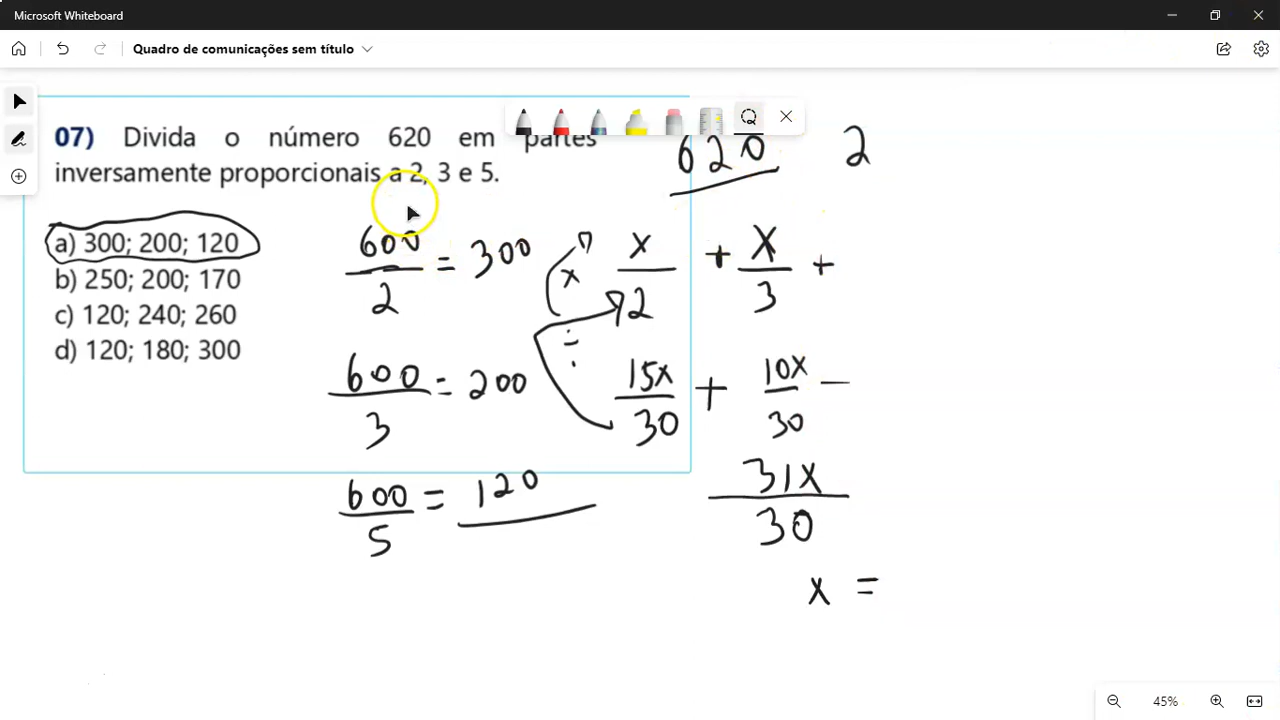 Microsoft Whiteboard
Quadro de comunicações sem título
07) Divida o número 620 em partes
inversamente proporcionais a 2, 3 e 5.
a) 300; 200; 120
b) 250; 200; 170
c) 120; 240; 260
d) 120; 180; 300
600/2 = 300
600/3 = 200
600/5 = 120
620 2
x/2 + x/3 +
x
÷
15x/30 + 10x/30 –
31x/30
x =
45%